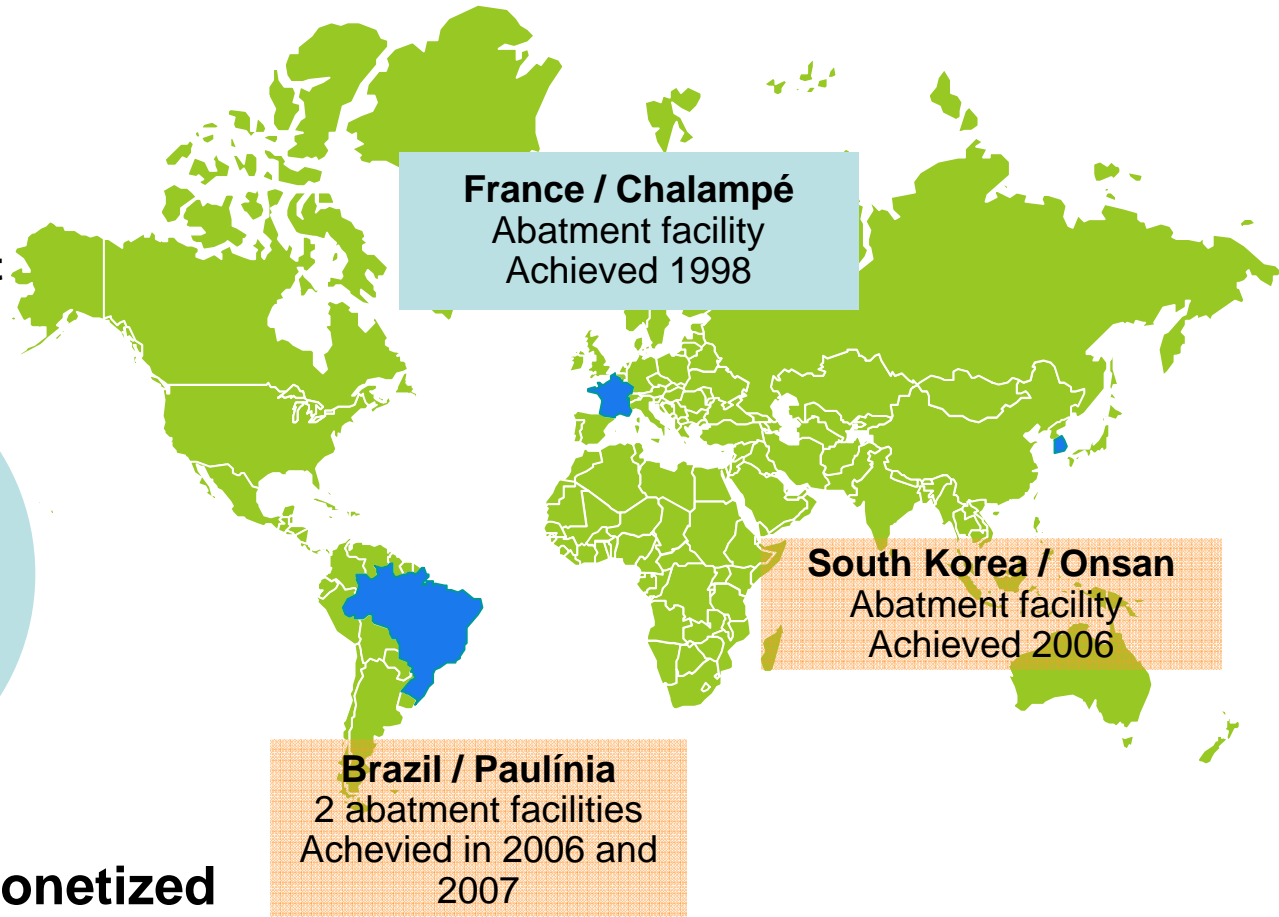 France / Chalampé
Abatment facility
Achieved 1998
South Korea / Onsan
Abatment facility
Achieved 2006
Brazil / Paulínia
2 abatment facilities
Achevied in 2006 and
2007
onetized